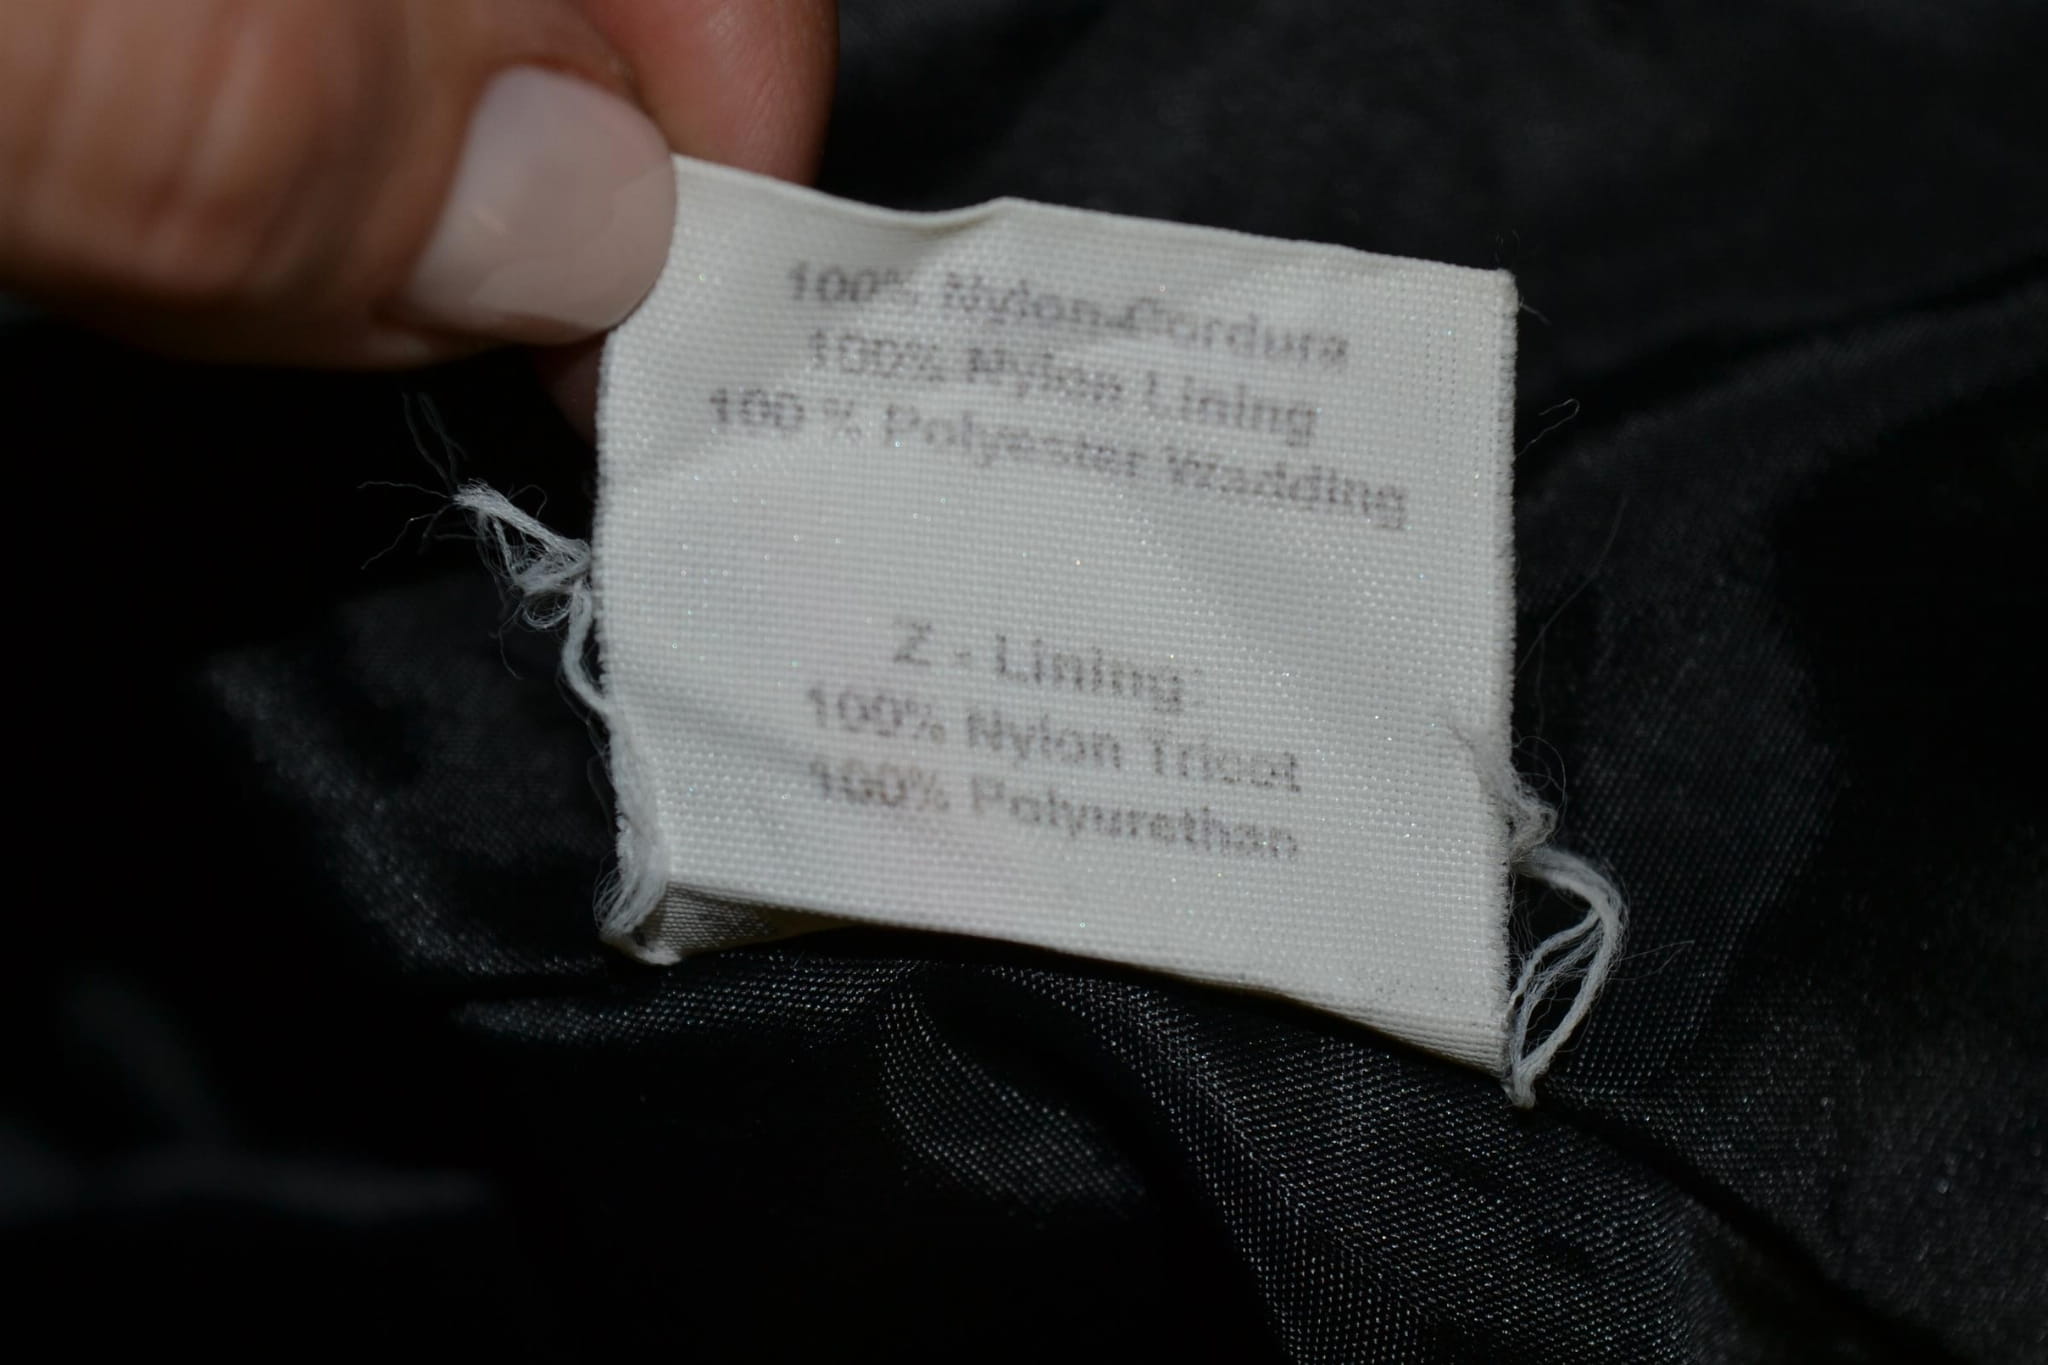 100% Nylon-Cordura
100% Nylon Lining
100 % Polyester Wadding
Z - Lining:
100% Nylon Tricot
100% Polyurethan